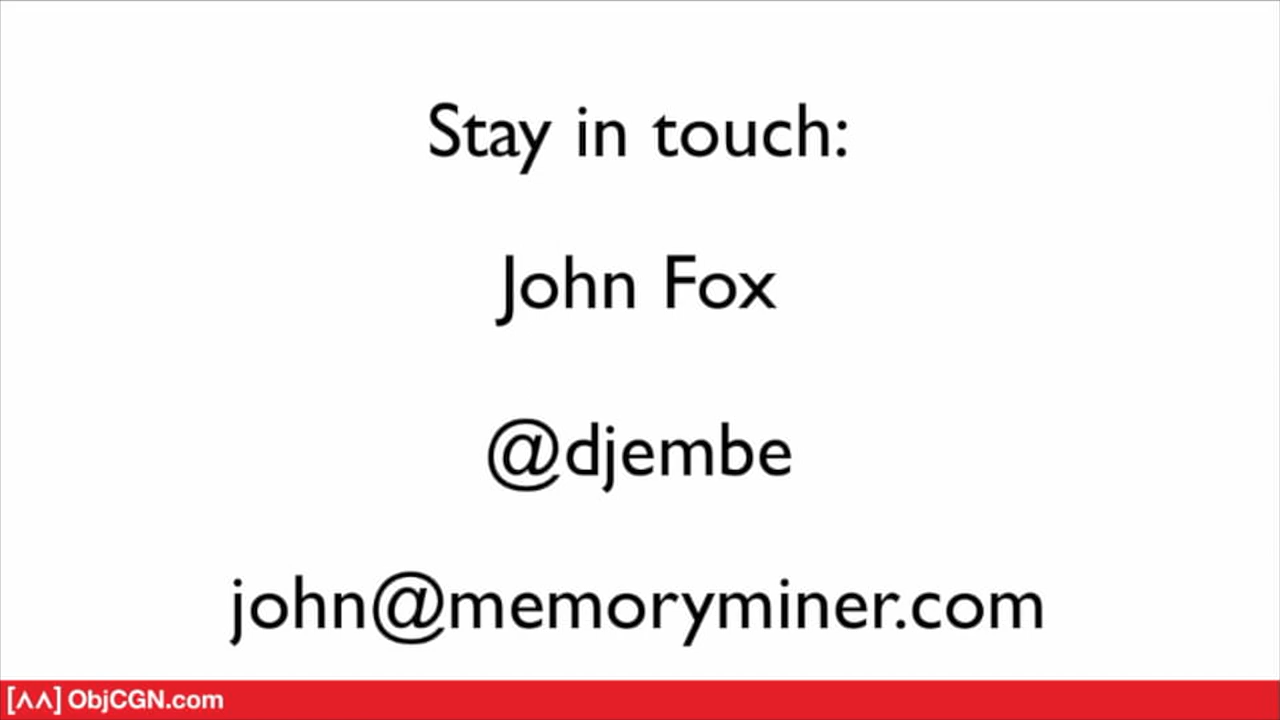 Stay in touch:
John Fox
@djembe
john@memoryminer.com
[ʌʌ] ObjCGN.com